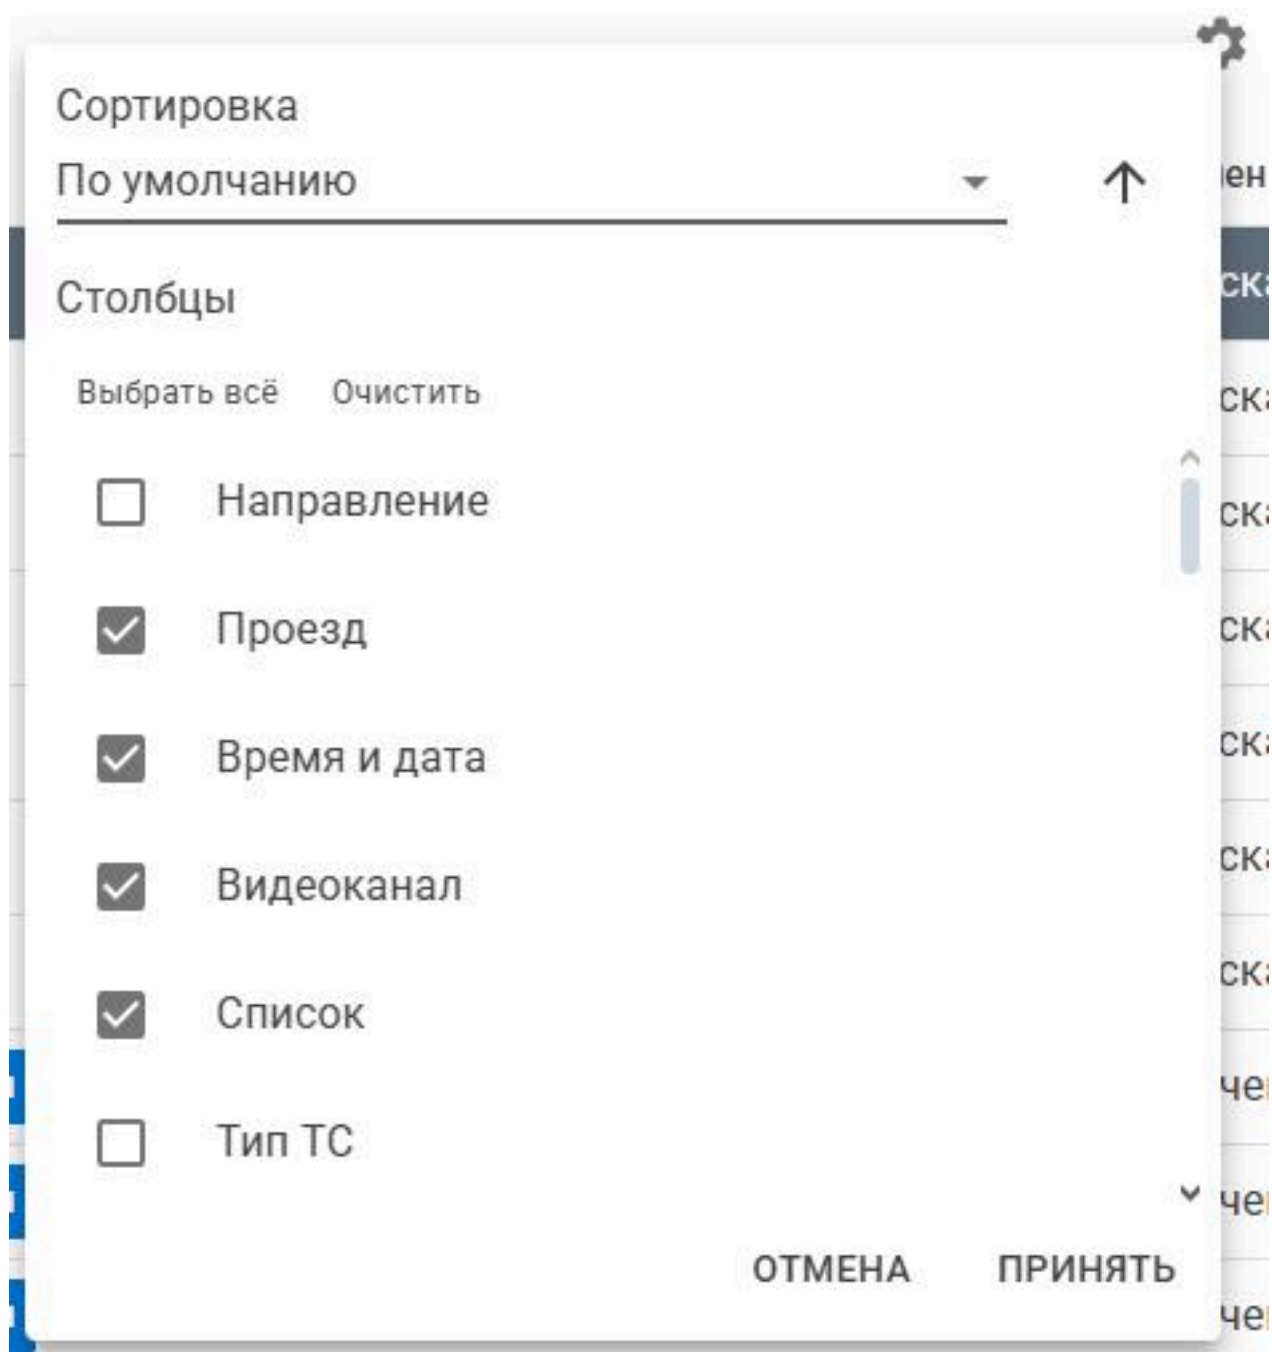 Сортировка
По умолчанию
Столбцы
Выбрать всё Очистить
Направление
Проезд
Время и дата
Видеоканал
Список
Тип ТС
ОТМЕНА ПРИНЯТЬ